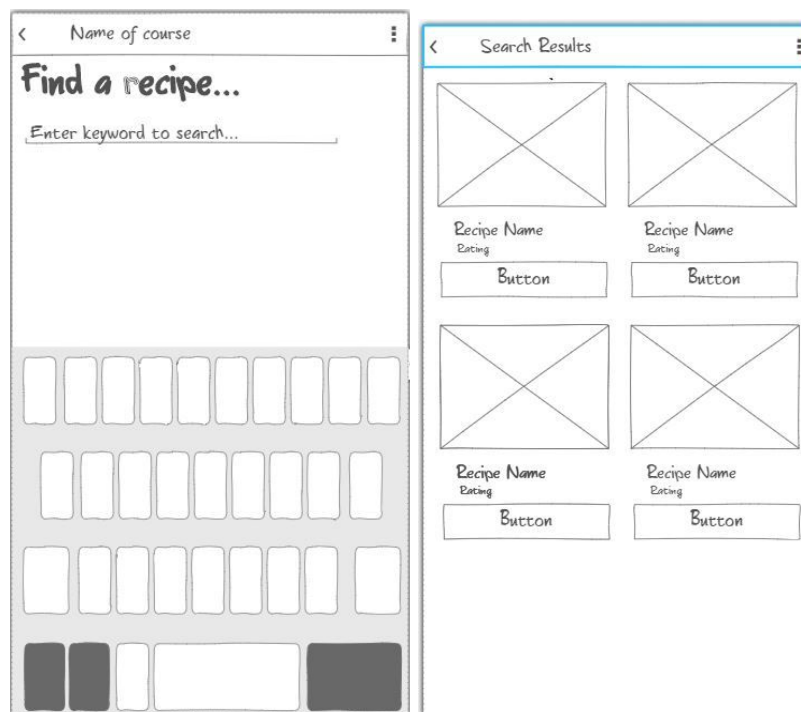 Name of course
Find a recipe...
Enter keyword to search...
Search Results
Recipe Name
Rating
Button
Recipe Name
Rating
Button
Recipe Name
Rating
Button
Recipe Name
Rating
Button